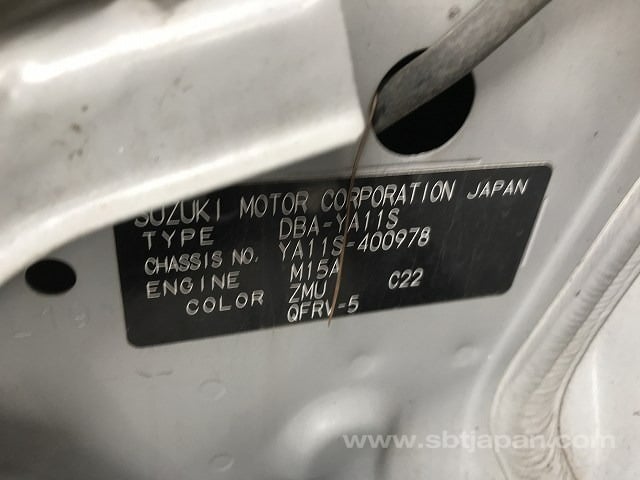 SUZUKI MOTOR CORPORATION JAPAN
TYPE DBA-YA11S
CHASSIS NO. YA11S-400978
ENGINE M15A
COLOR ZMU C22
QFRV-5
www.sbtjapan.com